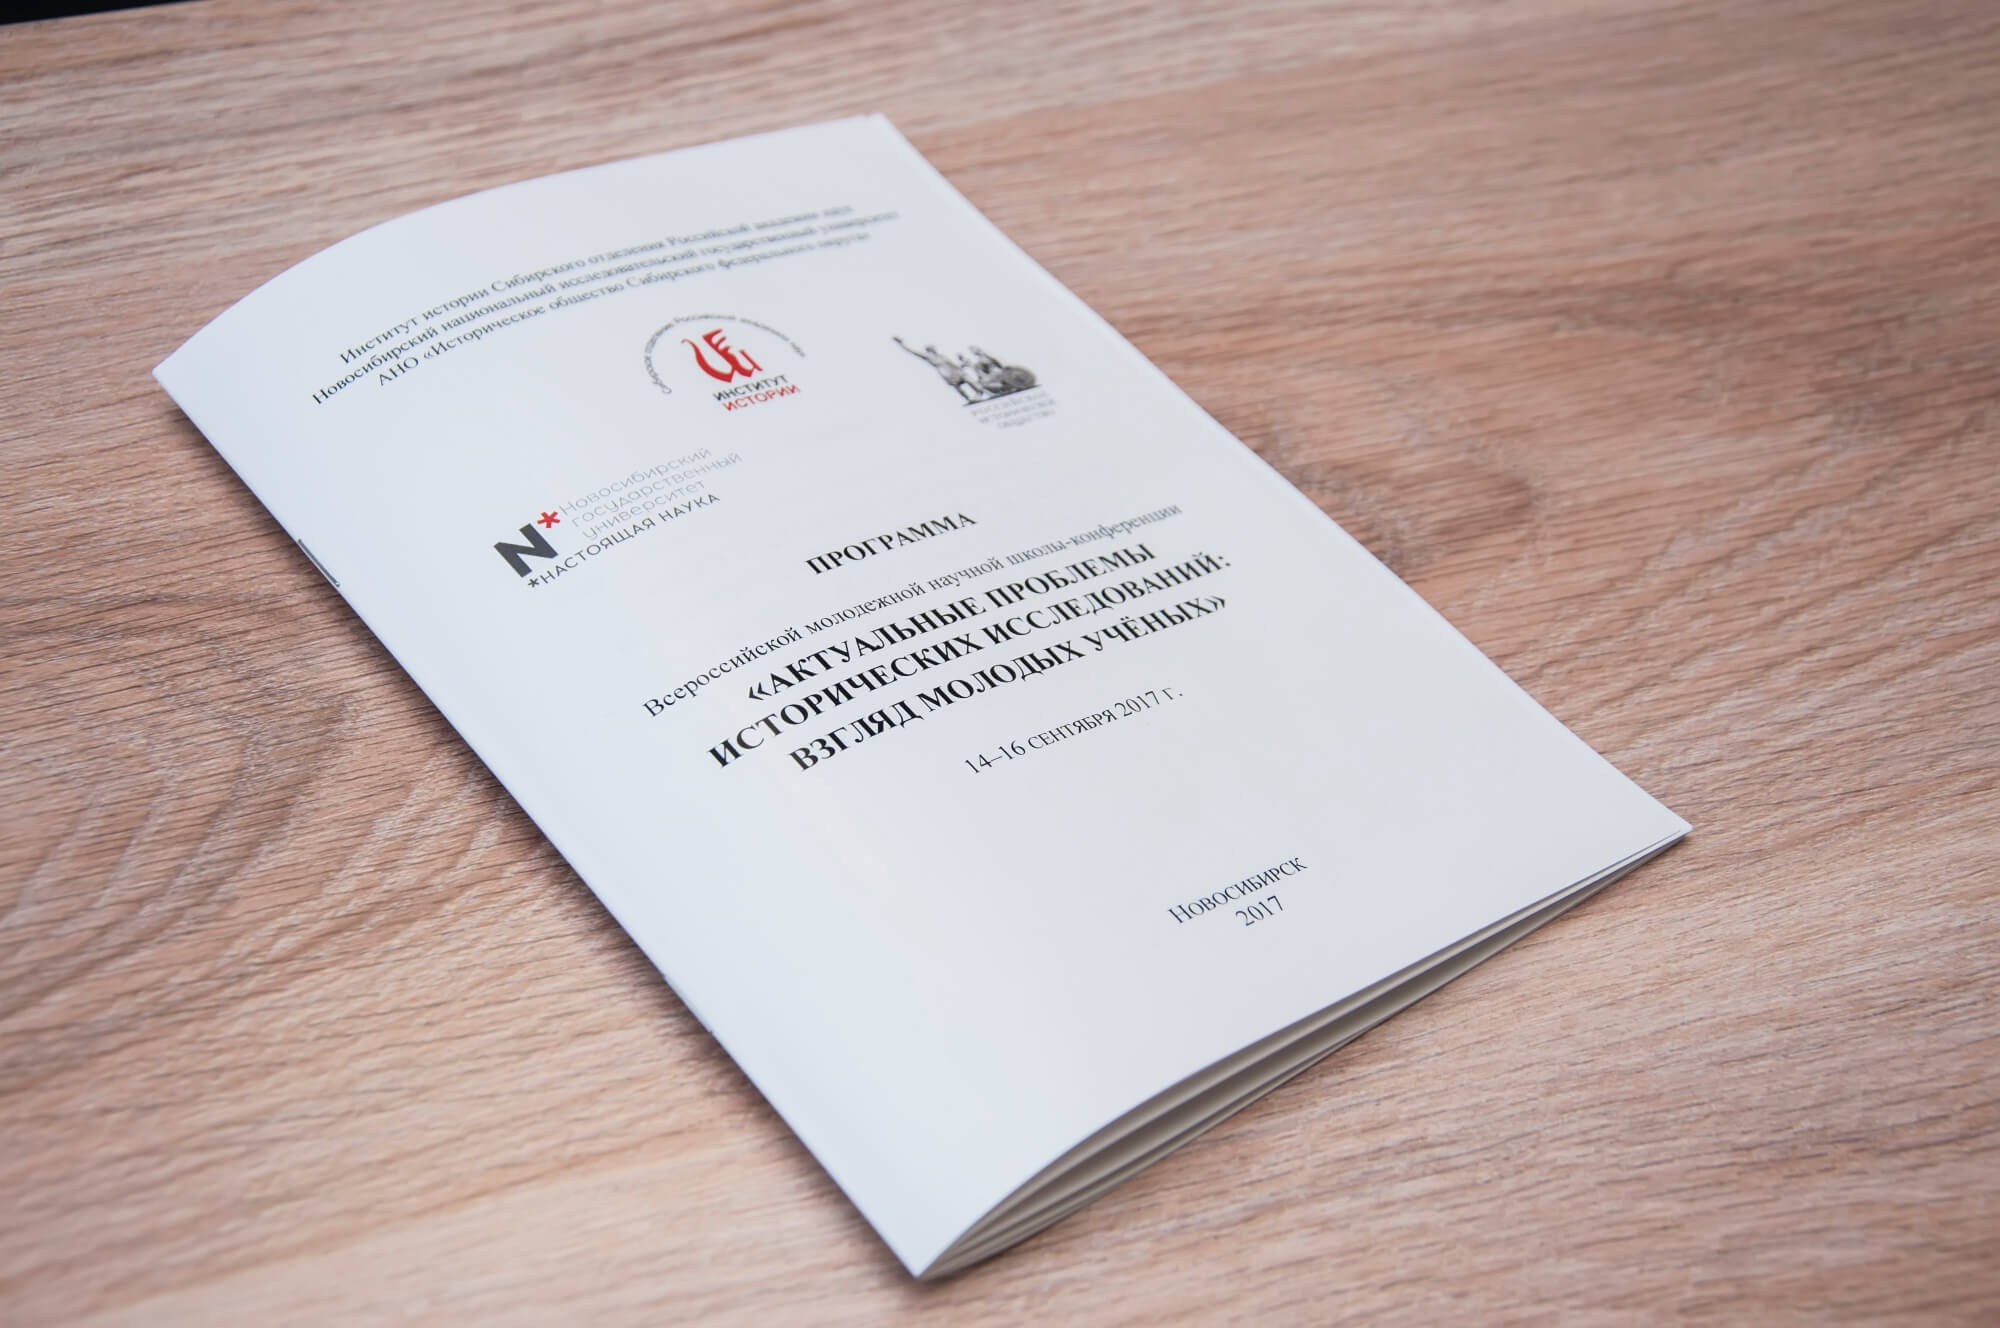 Институт истории Сибирского отделения Российской академии наук
Новосибирский национальный исследовательский государственный университет
АНО «Историческое общество Сибирского федерального округа»
Сибирское отделение Российской академии наук
ИНСТИТУТ
ИСТОРИИ
РОССИЙСКОЕ
ИСТОРИЧЕСКОЕ
ОБЩЕСТВО
N*
Новосибирский
государственный
университет
*НАСТОЯЩАЯ НАУКА
ПРОГРАММА
Всероссийской молодежной научной школы-конференции
«АКТУАЛЬНЫЕ ПРОБЛЕМЫ
ИСТОРИЧЕСКИХ ИССЛЕДОВАНИЙ:
ВЗГЛЯД МОЛОДЫХ УЧЁНЫХ»
14–16 СЕНТЯБРЯ 2017 г.
НОВОСИБИРСК
2017